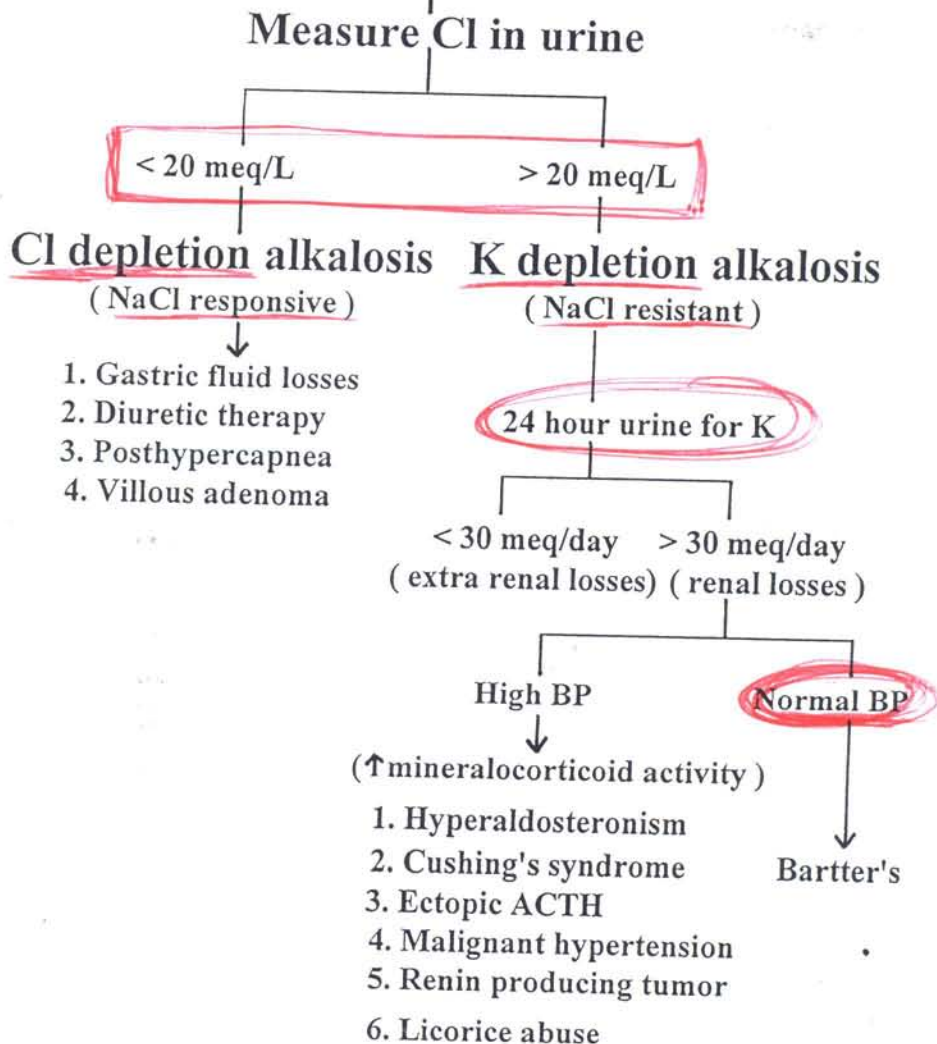 Measure Cl in urine
< 20 meq/L > 20 meq/L
Cl depletion alkalosis K depletion alkalosis
( NaCl responsive ) ( NaCl resistant )
1. Gastric fluid losses
2. Diuretic therapy
3. Posthypercapnea
4. Villous adenoma
24 hour urine for K
< 30 meq/day > 30 meq/day
( extra renal losses) ( renal losses )
High BP Normal BP
(↑mineralocorticoid activity )
1. Hyperaldosteronism
2. Cushing's syndrome
3. Ectopic ACTH
4. Malignant hypertension
5. Renin producing tumor
6. Licorice abuse
Bartter's